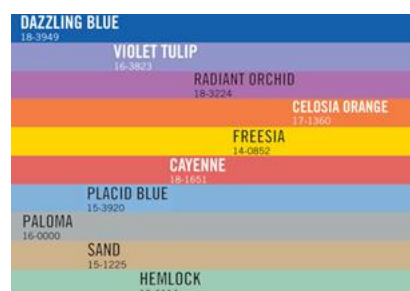 DAZZLING BLUE
18-3949
VIOLET TULIP
16-3823
RADIANT ORCHID
18-3224
CELOSIA ORANGE
17-1360
FREESIA
14-0852
CAYENNE
18-1651
PLACID BLUE
15-3920
PALOMA
16-0000
SAND
15-1225
HEMLOCK